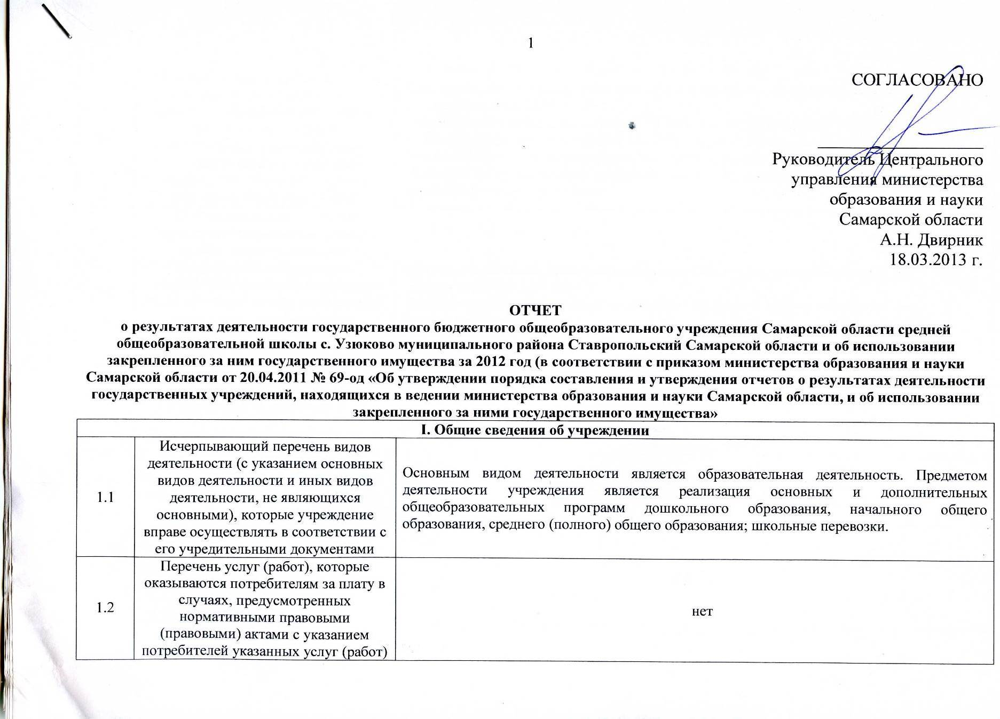 1
СОГЛАСОВАНО
Руководитель Центрального
управления министерства
образования и науки
Самарской области
А.Н. Двирник
18.03.2013 г.
ОТЧЕТ
о результатах деятельности государственного бюджетного общеобразовательного учреждения Самарской области средней
общеобразовательной школы с. Узюково муниципального района Ставропольский Самарской области и об использовании
закрепленного за ним государственного имущества за 2012 год (в соответствии с приказом министерства образования и науки
Самарской области от 20.04.2011 № 69-од «Об утверждении порядка составления и утверждения отчетов о результатах деятельности
государственных учреждений, находящихся в ведении министерства образования и науки Самарской области, и об использовании
закрепленного за ними государственного имущества»
I. Общие сведения об учреждении
1.1
Исчерпывающий перечень видов
деятельности (с указанием основных
видов деятельности и иных видов
деятельности, не являющихся
основными), которые учреждение
вправе осуществлять в соответствии с
его учредительными документами
Основным видом деятельности является образовательная деятельность. Предметом
деятельности учреждения является реализация основных и дополнительных
общеобразовательных программ дошкольного образования, начального общего
образования, среднего (полного) общего образования; школьные перевозки.
1.2
Перечень услуг (работ), которые
оказываются потребителям за плату в
случаях, предусмотренных
нормативными правовыми
(правовыми) актами с указанием
потребителей указанных услуг (работ)
нет